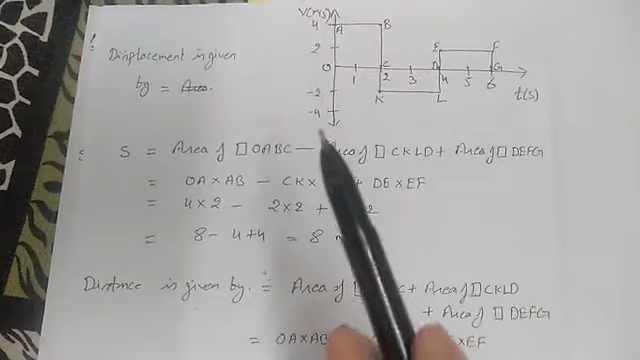 V(m/s)
4 A B
2 E F
O 1 C 2 3 D 4 5 G 6
-2 K L t(s)
-4
Displacement is given
by = Area.
S = Area of □ OABC — Area of □ CKLD + Area of □ DEFG
= OA×AB — CK× + DE×EF
= 4×2 - 2×2 + 2
= 8 - 4+4 = 8 m
Distance is given by. = Area of □ C + Area of □ CKLD
+ Area of □ DEFG
= OA×AB ×EF